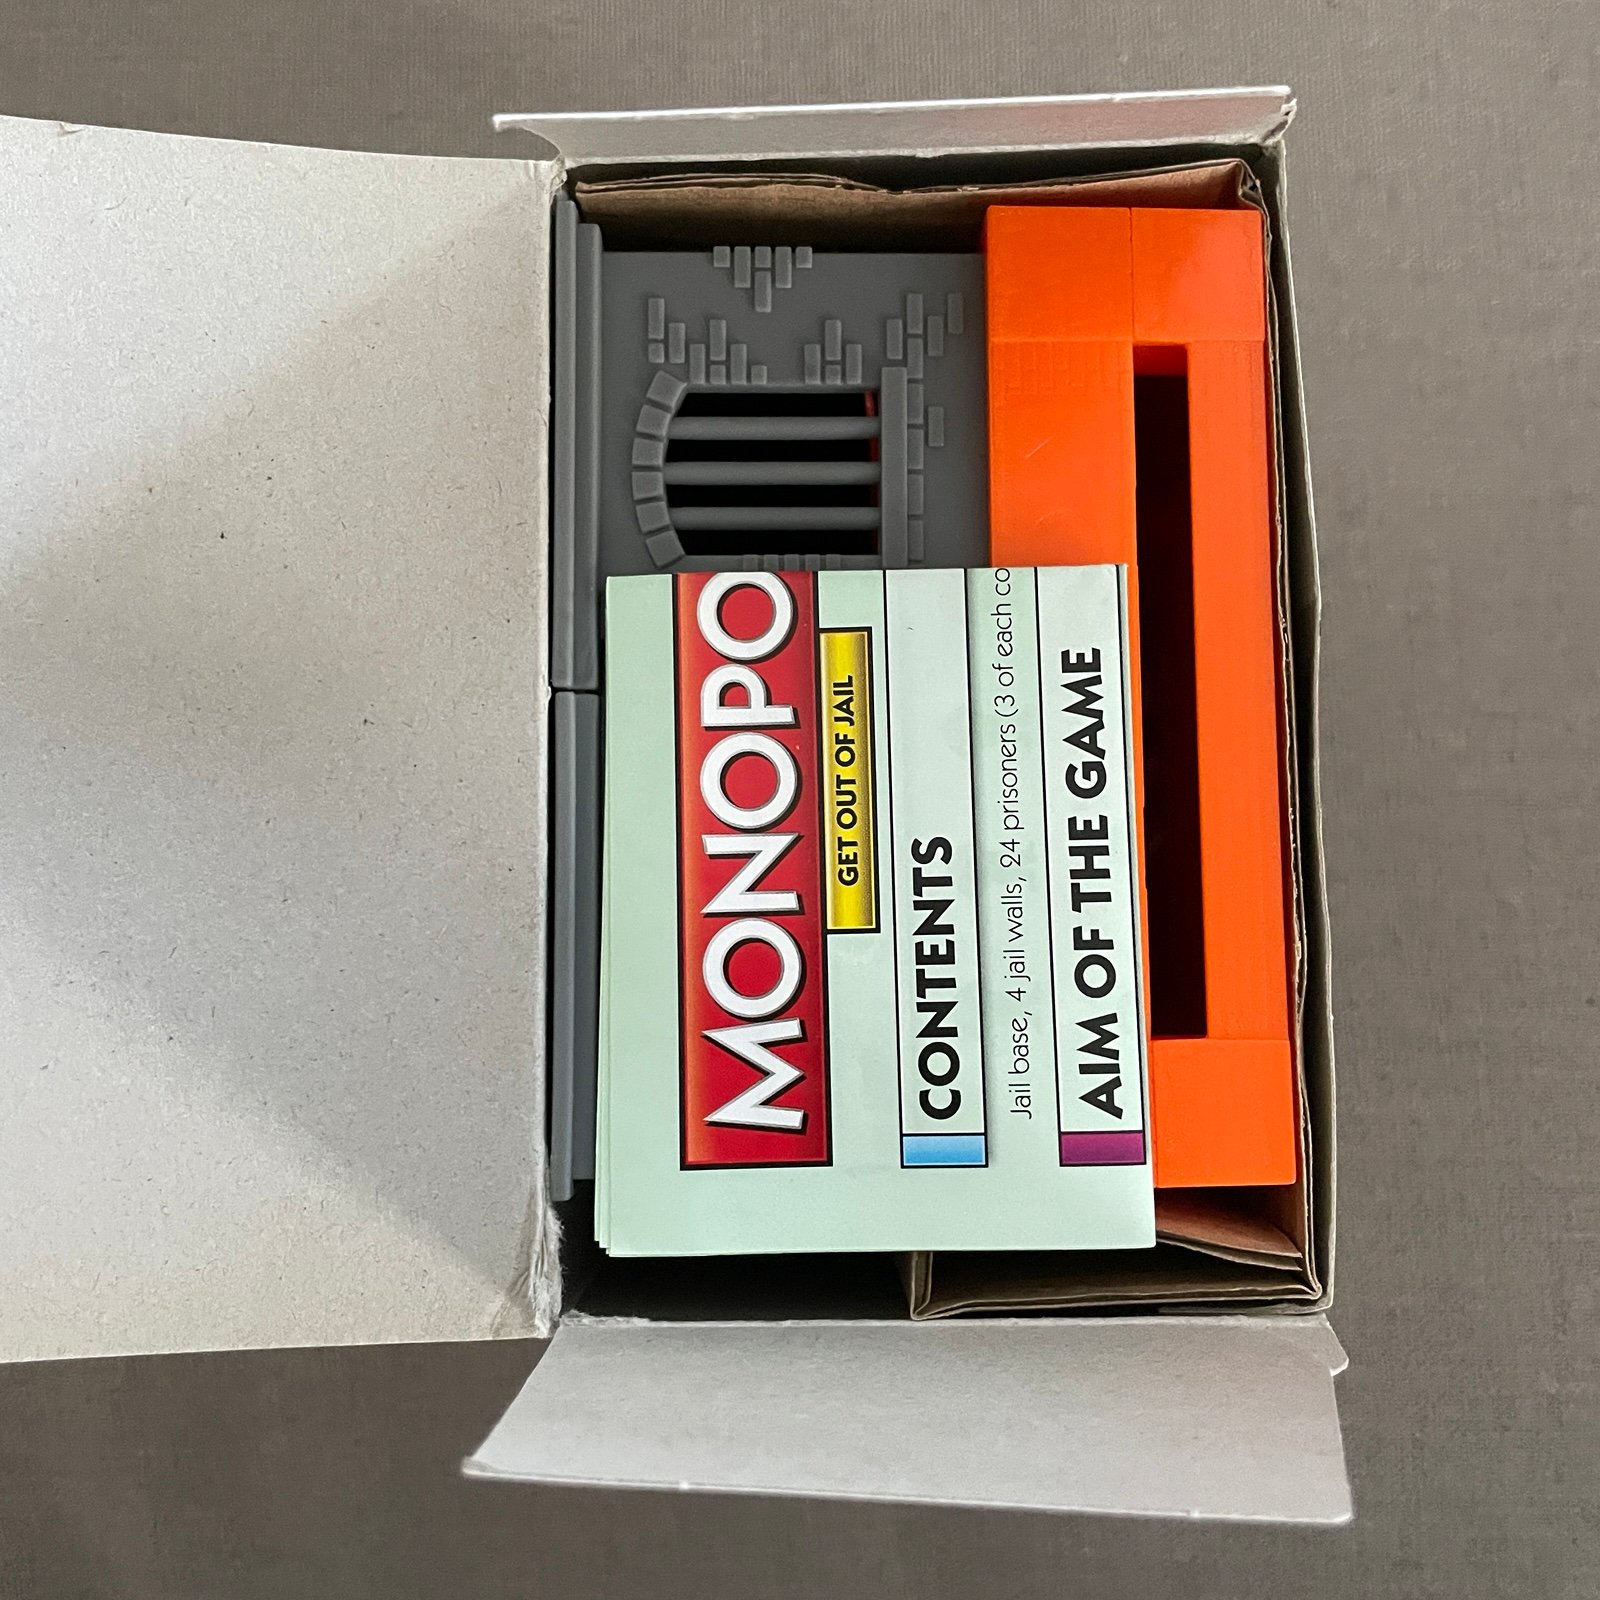 MONOPO
GET OUT OF JAIL
CONTENTS
Jail base, 4 jail walls, 24 prisoners (3 of each co
AIM OF THE GAME